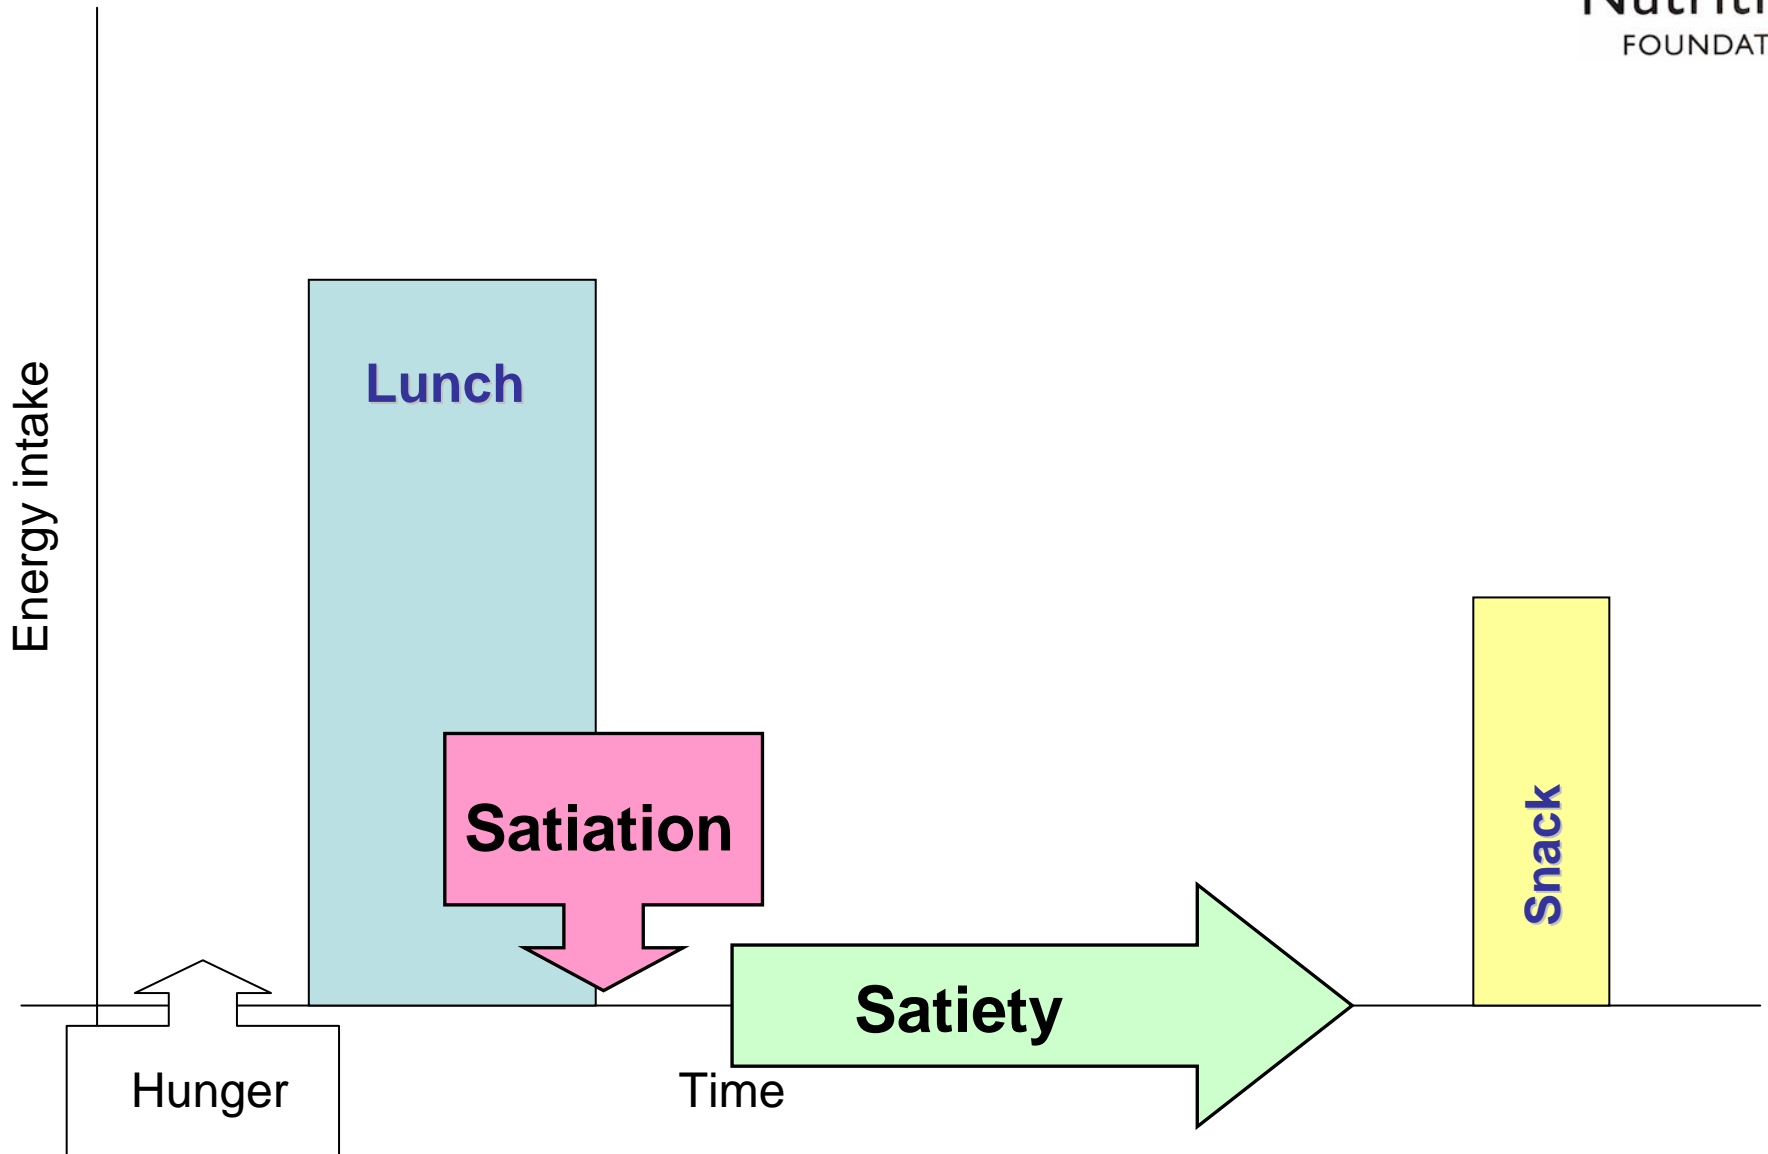 FOUNDAT
Energy intake
Lunch
Satiation
Snack
Satiety
Hunger
Time